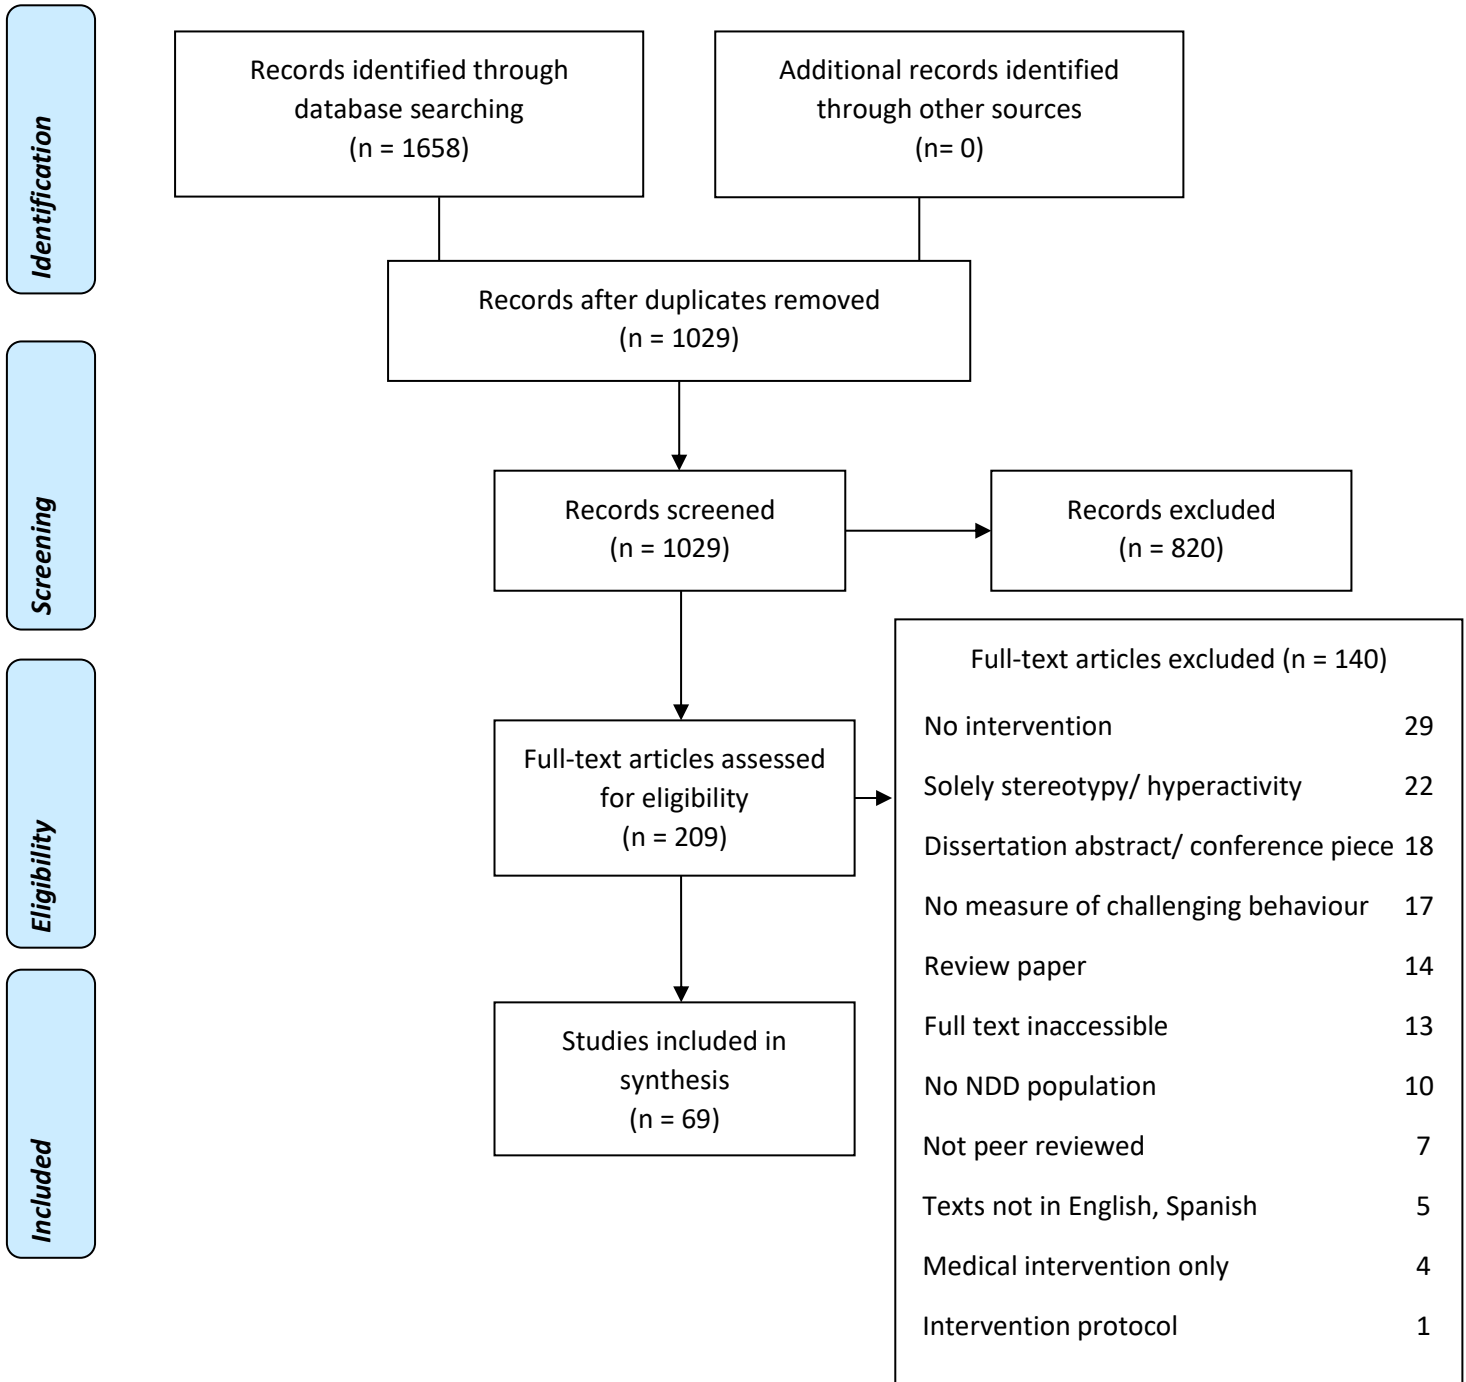 Identification
Records identified through
database searching
(n = 1658)
Additional records identified
through other sources
(n= 0)
Records after duplicates removed
(n = 1029)
Screening
Records screened
(n = 1029)
Records excluded
(n = 820)
Eligibility
Full-text articles assessed
for eligibility
(n = 209)
Full-text articles excluded (n = 140)
No intervention 29
Solely stereotypy/ hyperactivity 22
Dissertation abstract/ conference piece 18
No measure of challenging behaviour 17
Review paper 14
Full text inaccessible 13
No NDD population 10
Not peer reviewed 7
Texts not in English, Spanish 5
Medical intervention only 4
Intervention protocol 1
Included
Studies included in
synthesis
(n = 69)